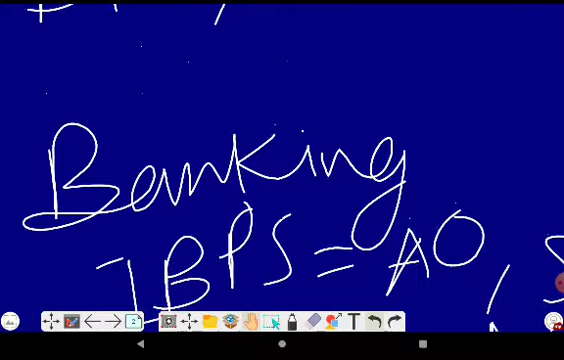 Banking
IBPS = AO,